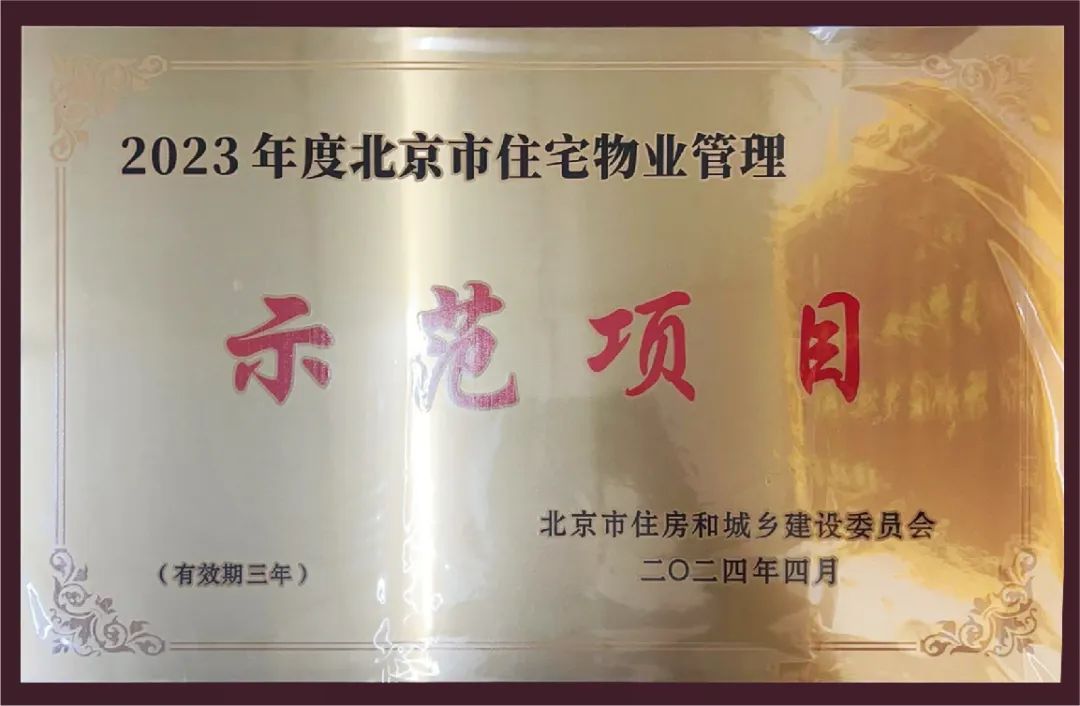 2023年度北京市住宅物业管理
示范项目
北京市住房和城乡建设委员会
（有效期三年）
二〇二四年四月